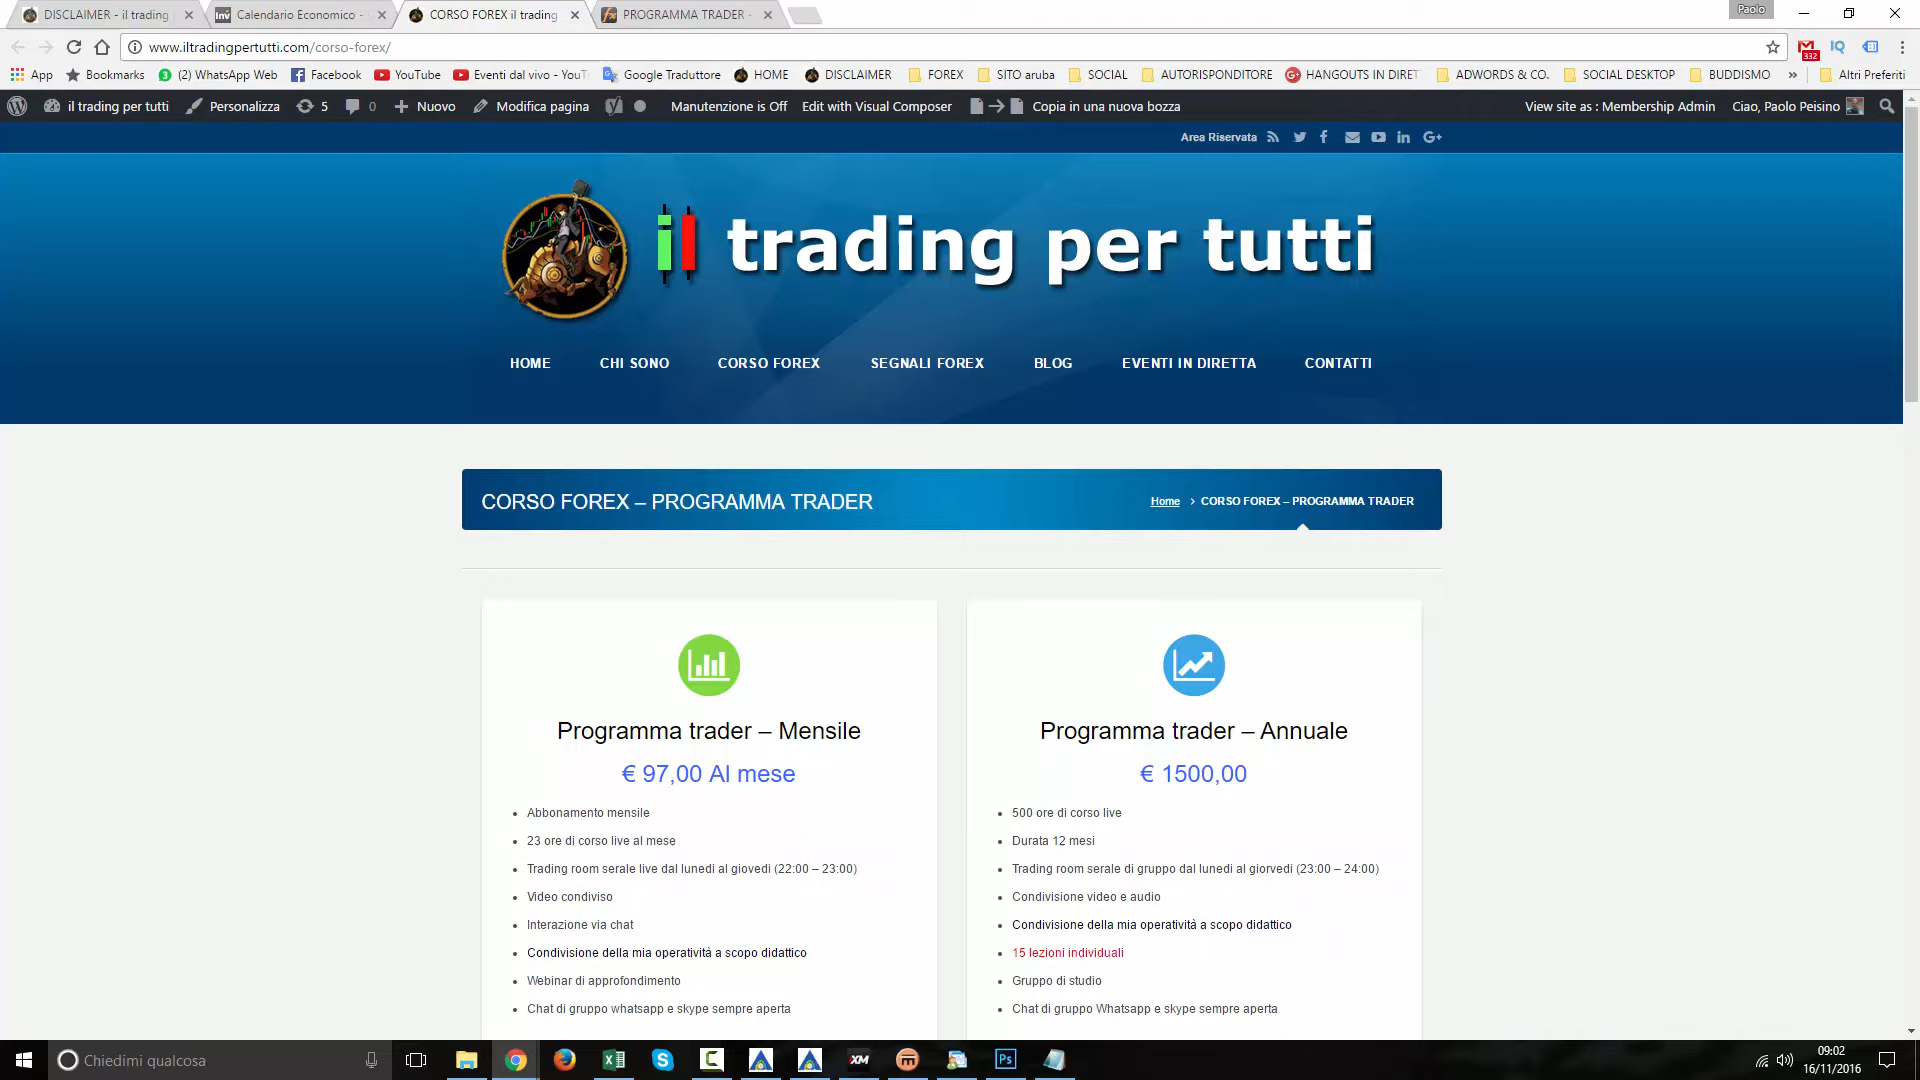 DISCLAIMER - il trading
Calendario Economico -
CORSO FOREX il trading
PROGRAMMA TRADER -
Paolo
www.iltradingpertutti.com/corso-forex/
332
App
Bookmarks
(2) WhatsApp Web
Facebook
YouTube
Eventi dal vivo - YouT
Google Traduttore
HOME
DISCLAIMER
FOREX
SITO aruba
SOCIAL
AUTORISPONDITORE
HANGOUTS IN DIRET
ADWORDS & CO.
SOCIAL DESKTOP
BUDDISMO
»
Altri Preferiti
il trading per tutti
Personalizza
5
0
Nuovo
Modifica pagina
Manutenzione is Off
Edit with Visual Composer
Copia in una nuova bozza
View site as : Membership Admin
Ciao, Paolo Peisino
Area Riservata
il trading per tutti
HOME
CHI SONO
CORSO FOREX
SEGNALI FOREX
BLOG
EVENTI IN DIRETTA
CONTATTI
CORSO FOREX – PROGRAMMA TRADER
Home > CORSO FOREX – PROGRAMMA TRADER
Programma trader – Mensile
€ 97,00 Al mese
• Abbonamento mensile
• 23 ore di corso live al mese
• Trading room serale live dal lunedi al giovedi (22:00 – 23:00)
• Video condiviso
• Interazione via chat
• Condivisione della mia operatività a scopo didattico
• Webinar di approfondimento
• Chat di gruppo whatsapp e skype sempre aperta
Programma trader – Annuale
€ 1500,00
• 500 ore di corso live
• Durata 12 mesi
• Trading room serale di gruppo dal lunedi al giorvedi (23:00 – 24:00)
• Condivisione video e audio
• Condivisione della mia operatività a scopo didattico
• 15 lezioni individuali
• Gruppo di studio
• Chat di gruppo Whatsapp e skype sempre aperta
Chiedimi qualcosa
XM
Ps
09:02
16/11/2016